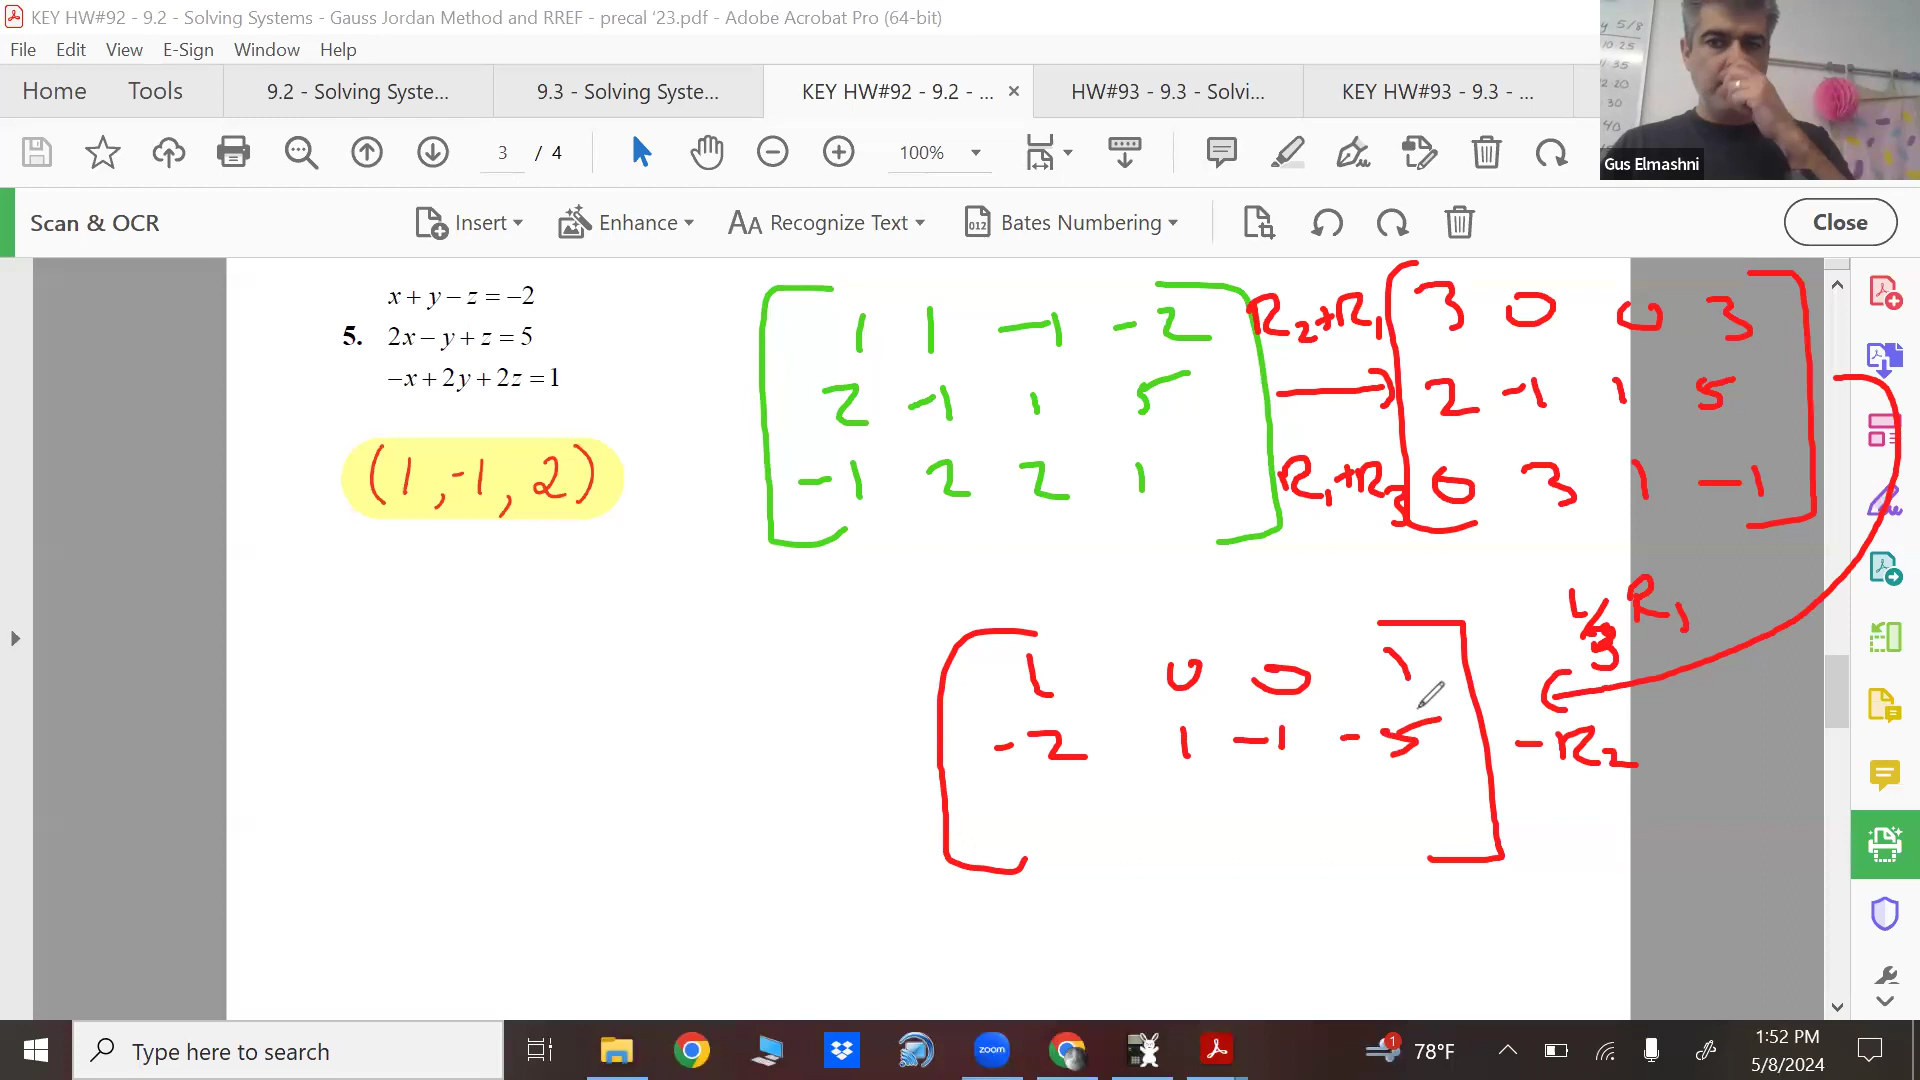 KEY HW#92 - 9.2 - Solving Systems - Gauss Jordan Method and RREF - precal '23.pdf - Adobe Acrobat Pro (64-bit)
File Edit View E-Sign Window Help
Home Tools 9.2 - Solving Syste... 9.3 - Solving Syste... KEY HW#92 - 9.2 - ... × HW#93 - 9.3 - Solvi... KEY HW#93 - 9.3 - ...
3 / 4 100%
Gus Elmashni
Scan & OCR Insert Enhance Recognize Text Bates Numbering Close
x + y − z = −2
5. 2x − y + z = 5
−x + 2y + 2z = 1
(1, -1, 2)
1 1 -1 -2 R2+R1 3 0 0 3
2 -1 1 5 2 -1 1 5
-1 2 2 1 R1+R3 0 3 1 -1
1/3 R1
1 0 0 1
-2 1 -1 -5 -R2
Type here to search
zoom
1
78°F
1:52 PM
5/8/2024